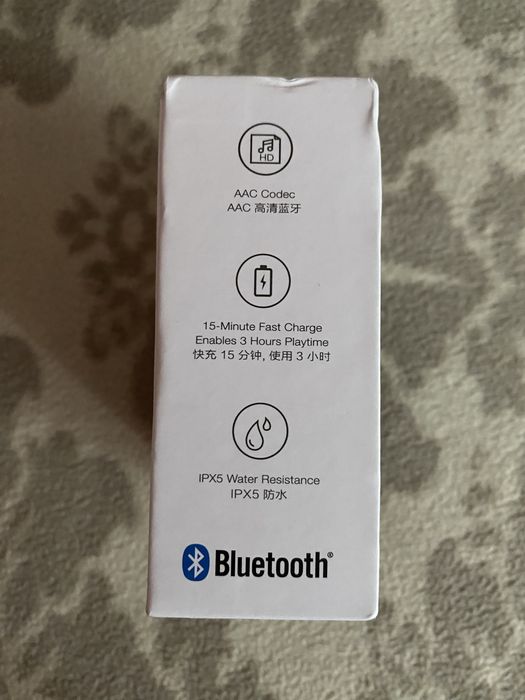 HD
AAC Codec
AAC 高清蓝牙
15-Minute Fast Charge
Enables 3 Hours Playtime
快充 15 分钟, 使用 3 小时
IPX5 Water Resistance
IPX5 防水
Bluetooth®